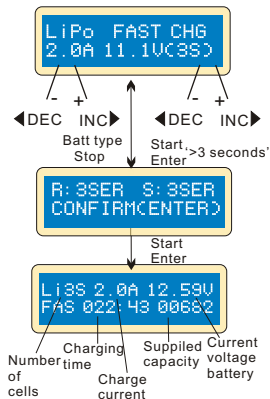 LiPo FAST CHG
2.0A 11.1V(3S)
- + - +
◀DEC INC▶ ◀DEC INC▶
Batt type
Stop
Start
Enter '>3 seconds'
R: 3SER S: 3SER
CONFIRM(ENTER)
Start
Enter
Li3S 2.0A 12.59V
FAS 022: 43 00682
Number
of
cells
Charging
time
Charge
current
Suppiled
capacity
Current
voltage
battery